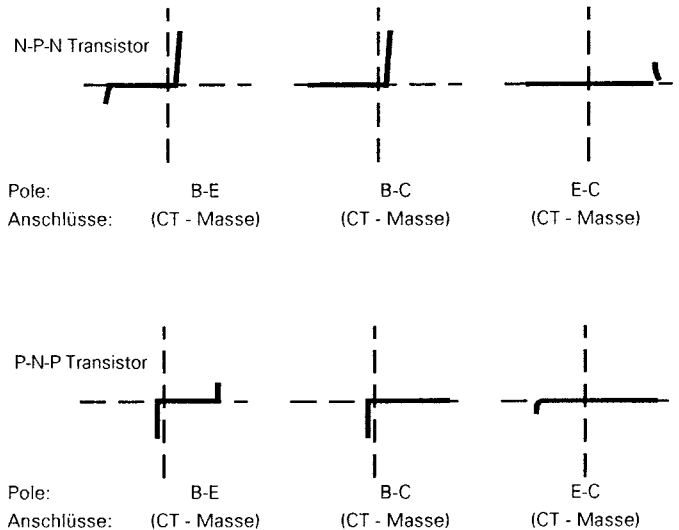 N-P-N Transistor
Pole: B-E B-C E-C
Anschlüsse: (CT - Masse) (CT - Masse) (CT - Masse)
P-N-P Transistor
Pole: B-E B-C E-C
Anschlüsse: (CT - Masse) (CT - Masse) (CT - Masse)